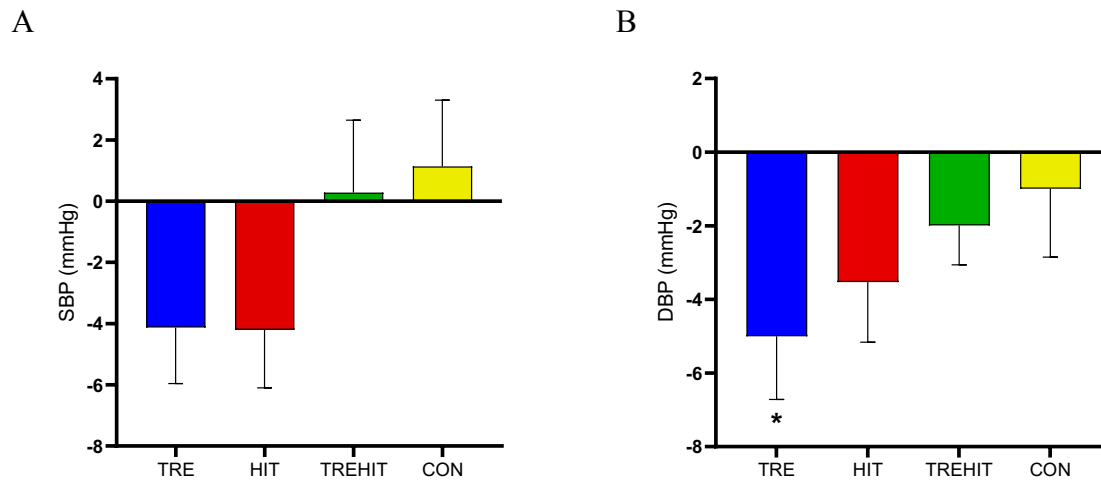 A
4
2
0
-2
-4
-6
-8
SBP (mmHg)
TRE HIT TREHIT CON
B
2
0
-2
-4
-6
-8
DBP (mmHg)
*
TRE HIT TREHIT CON